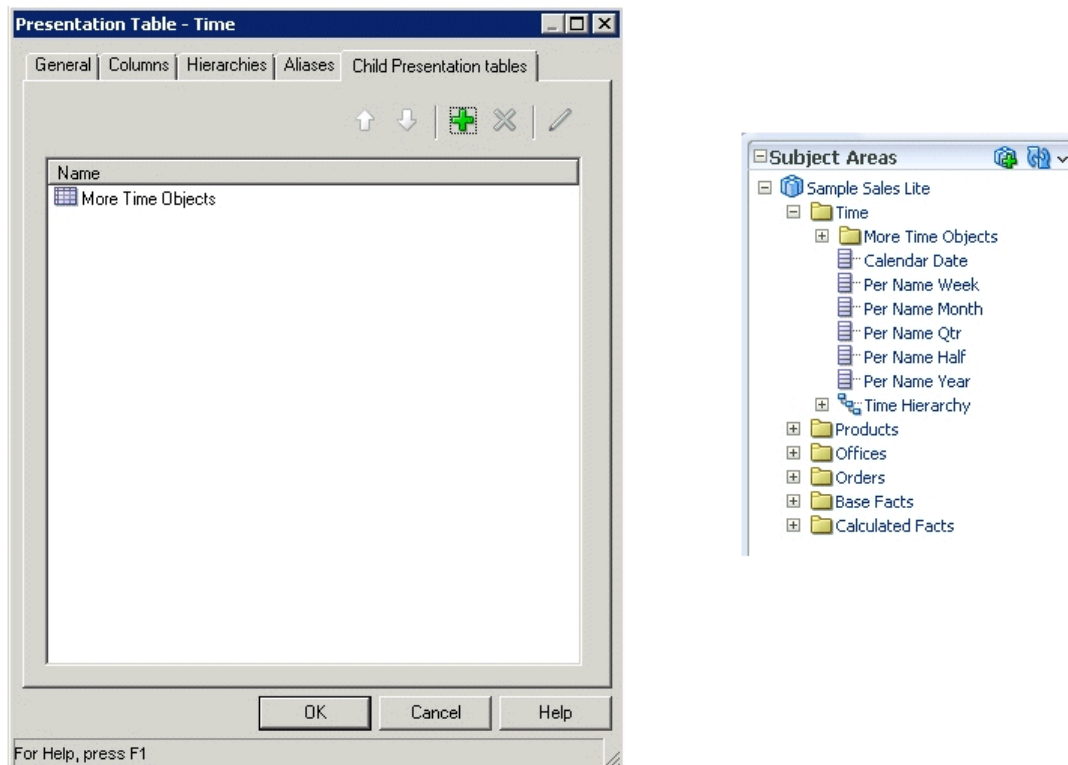 Presentation Table - Time
General Columns Hierarchies Aliases Child Presentation tables
Name
More Time Objects
OK Cancel Help
For Help, press F1
Subject Areas
Sample Sales Lite
Time
More Time Objects
Calendar Date
Per Name Week
Per Name Month
Per Name Qtr
Per Name Half
Per Name Year
Time Hierarchy
Products
Offices
Orders
Base Facts
Calculated Facts